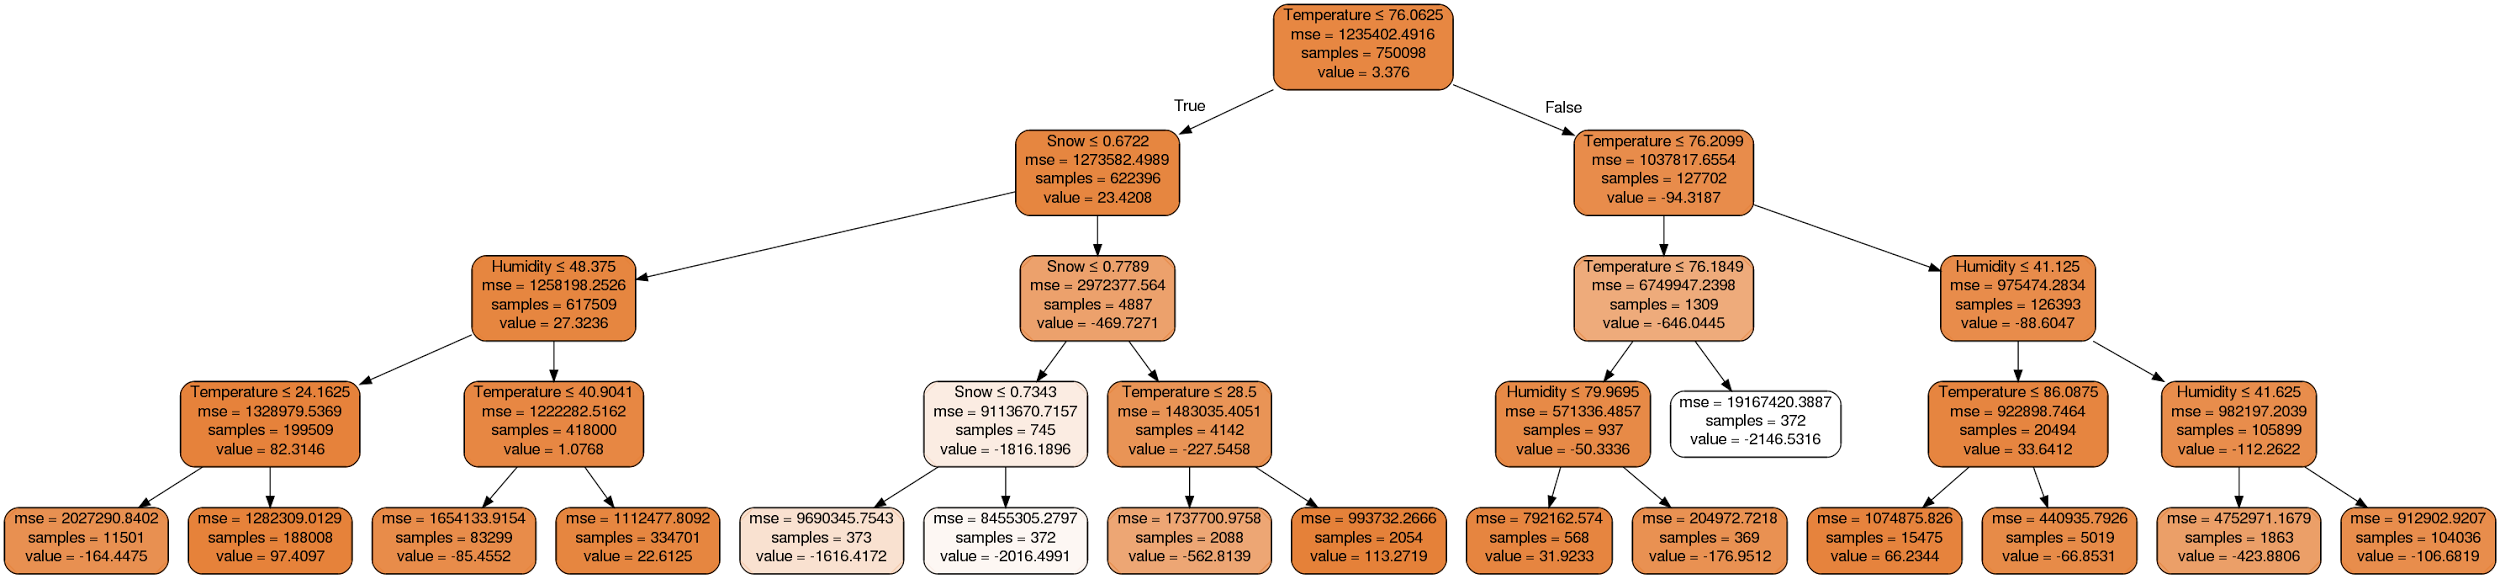 Temperature ≤ 76.0625
mse = 1235402.4916
samples = 750098
value = 3.376
True
False
Snow ≤ 0.6722
mse = 1273582.4989
samples = 622396
value = 23.4208
Temperature ≤ 76.2099
mse = 1037817.6554
samples = 127702
value = -94.3187
Humidity ≤ 48.375
mse = 1258198.2526
samples = 617509
value = 27.3236
Snow ≤ 0.7789
mse = 2972377.564
samples = 4887
value = -469.7271
Temperature ≤ 76.1849
mse = 6749947.2398
samples = 1309
value = -646.0445
Humidity ≤ 41.125
mse = 975474.2834
samples = 126393
value = -88.6047
Temperature ≤ 24.1625
mse = 1328979.5369
samples = 199509
value = 82.3146
Temperature ≤ 40.9041
mse = 1222282.5162
samples = 418000
value = 1.0768
Snow ≤ 0.7343
mse = 9113670.7157
samples = 745
value = -1816.1896
Temperature ≤ 28.5
mse = 1483035.4051
samples = 4142
value = -227.5458
Humidity ≤ 79.9695
mse = 571336.4857
samples = 937
value = -50.3336
mse = 19167420.3887
samples = 372
value = -2146.5316
Temperature ≤ 86.0875
mse = 922898.7464
samples = 20494
value = 33.6412
Humidity ≤ 41.625
mse = 982197.2039
samples = 105899
value = -112.2622
mse = 2027290.8402
samples = 11501
value = -164.4475
mse = 1282309.0129
samples = 188008
value = 97.4097
mse = 1654133.9154
samples = 83299
value = -85.4552
mse = 1112477.8092
samples = 334701
value = 22.6125
mse = 9690345.7543
samples = 373
value = -1616.4172
mse = 8455305.2797
samples = 372
value = -2016.4991
mse = 1737700.9758
samples = 2088
value = -562.8139
mse = 993732.2666
samples = 2054
value = 113.2719
mse = 792162.574
samples = 568
value = 31.9233
mse = 204972.7218
samples = 369
value = -176.9512
mse = 1074875.826
samples = 15475
value = 66.2344
mse = 440935.7926
samples = 5019
value = -66.8531
mse = 4752971.1679
samples = 1863
value = -423.8806
mse = 912902.9207
samples = 104036
value = -106.6819